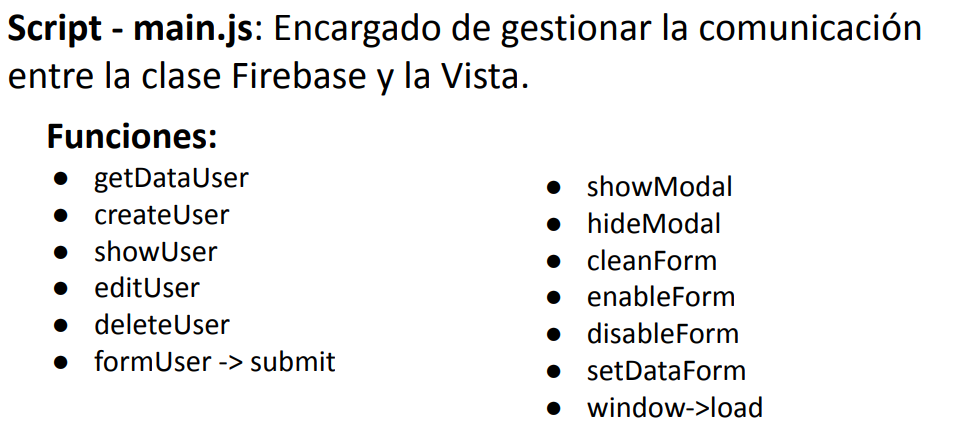 Script - main.js: Encargado de gestionar la comunicación
entre la clase Firebase y la Vista.
Funciones:
● getDataUser
● createUser
● showUser
● editUser
● deleteUser
● formUser -> submit
● showModal
● hideModal
● cleanForm
● enableForm
● disableForm
● setDataForm
● window->load